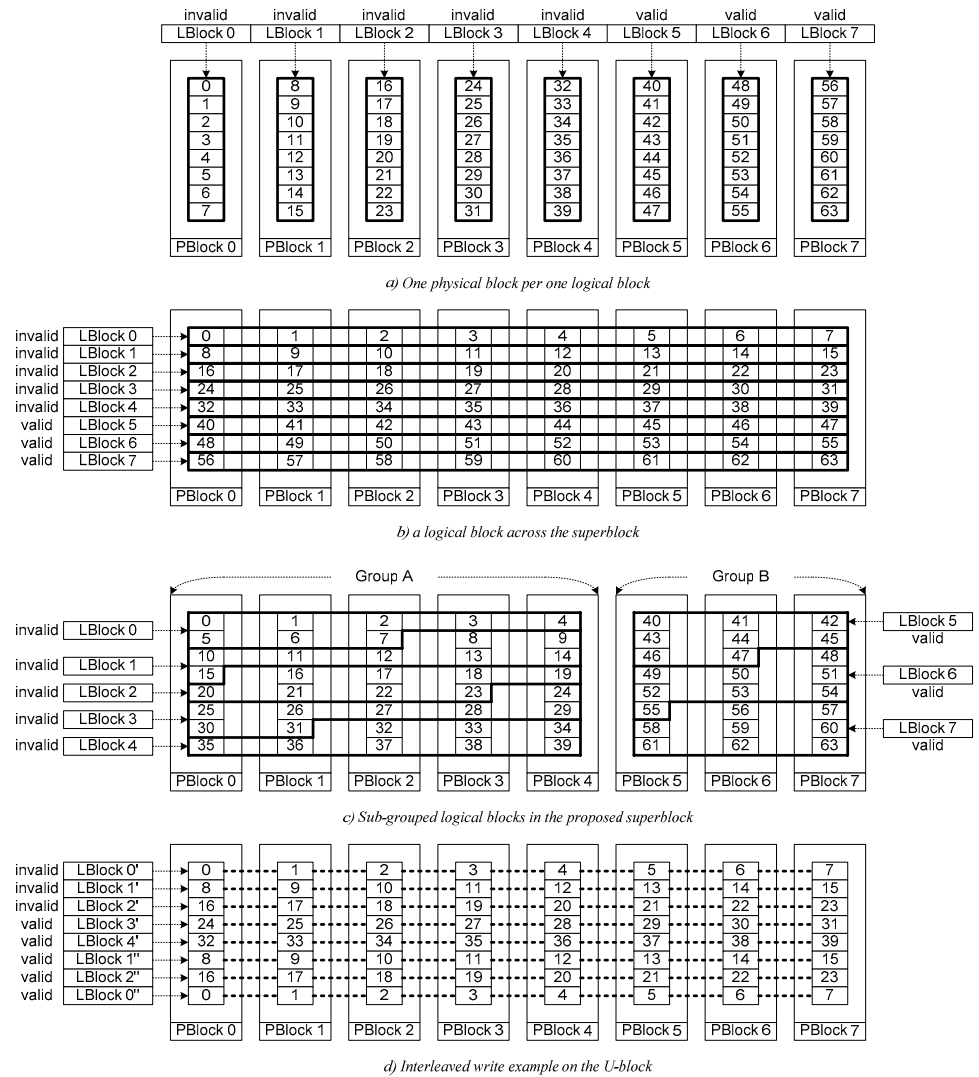 invalid invalid invalid invalid invalid valid valid valid
LBlock 0 LBlock 1 LBlock 2 LBlock 3 LBlock 4 LBlock 5 LBlock 6 LBlock 7
0 8 16 24 32 40 48 56
1 9 17 25 33 41 49 57
2 10 18 26 34 42 50 58
3 11 19 27 35 43 51 59
4 12 20 28 36 44 52 60
5 13 21 29 37 45 53 61
6 14 22 30 38 46 54 62
7 15 23 31 39 47 55 63
PBlock 0 PBlock 1 PBlock 2 PBlock 3 PBlock 4 PBlock 5 PBlock 6 PBlock 7
a) One physical block per one logical block
invalid LBlock 0 0 1 2 3 4 5 6 7
invalid LBlock 1 8 9 10 11 12 13 14 15
invalid LBlock 2 16 17 18 19 20 21 22 23
invalid LBlock 3 24 25 26 27 28 29 30 31
invalid LBlock 4 32 33 34 35 36 37 38 39
valid LBlock 5 40 41 42 43 44 45 46 47
valid LBlock 6 48 49 50 51 52 53 54 55
valid LBlock 7 56 57 58 59 60 61 62 63
PBlock 0 PBlock 1 PBlock 2 PBlock 3 PBlock 4 PBlock 5 PBlock 6 PBlock 7
b) a logical block across the superblock
Group A Group B
0 1 2 3 4 40 41 42 LBlock 5
invalid LBlock 0
5 6 7 8 9 43 44 45 valid
10 11 12 13 14 46 47 48
invalid LBlock 1
15 16 17 18 19 49 50 51 LBlock 6
invalid LBlock 2
20 21 22 23 24 52 53 54 valid
25 26 27 28 29 55 56 57
invalid LBlock 3
30 31 32 33 34 58 59 60 LBlock 7
invalid LBlock 4
35 36 37 38 39 61 62 63 valid
PBlock 0 PBlock 1 PBlock 2 PBlock 3 PBlock 4 PBlock 5 PBlock 6 PBlock 7
c) Sub-grouped logical blocks in the proposed superblock
invalid LBlock 0' 0 1 2 3 4 5 6 7
invalid LBlock 1' 8 9 10 11 12 13 14 15
invalid LBlock 2' 16 17 18 19 20 21 22 23
valid LBlock 3' 24 25 26 27 28 29 30 31
valid LBlock 4' 32 33 34 35 36 37 38 39
valid LBlock 1'' 8 9 10 11 12 13 14 15
valid LBlock 2'' 16 17 18 19 20 21 22 23
valid LBlock 0'' 0 1 2 3 4 5 6 7
PBlock 0 PBlock 1 PBlock 2 PBlock 3 PBlock 4 PBlock 5 PBlock 6 PBlock 7
d) Interleaved write example on the U-block